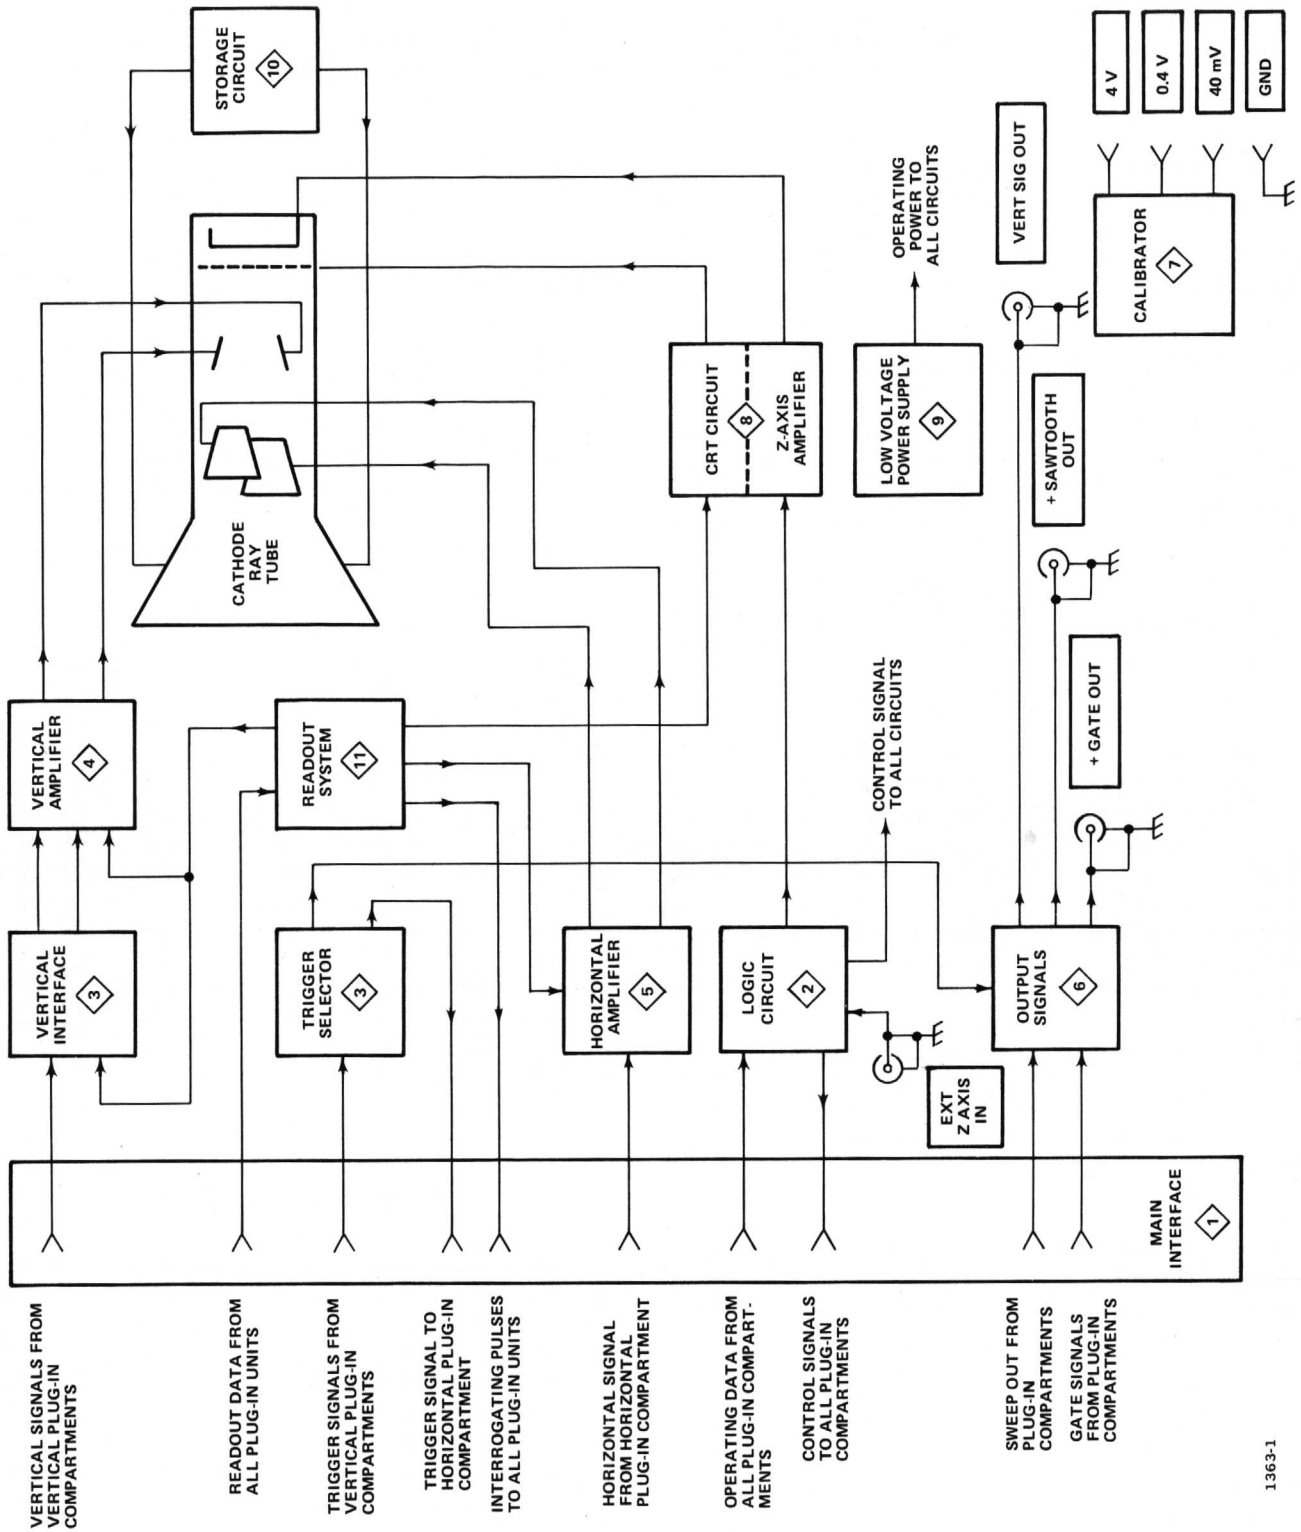 VERTICAL SIGNALS FROM
VERTICAL PLUG-IN
COMPARTMENTS
READOUT DATA FROM
ALL PLUG-IN UNITS
TRIGGER SIGNALS FROM
VERTICAL PLUG-IN
COMPARTMENTS
TRIGGER SIGNAL TO
HORIZONTAL PLUG-IN
COMPARTMENT
INTERROGATING PULSES
TO ALL PLUG-IN UNITS
HORIZONTAL SIGNAL
FROM HORIZONTAL
PLUG-IN COMPARTMENT
OPERATING DATA FROM
ALL PLUG-IN COMPART-
MENTS
CONTROL SIGNALS
TO ALL PLUG-IN
COMPARTMENTS
SWEEP OUT FROM
PLUG-IN
COMPARTMENTS
GATE SIGNALS
FROM PLUG-IN
COMPARTMENTS
MAIN
INTERFACE
1
VERTICAL
INTERFACE
3
TRIGGER
SELECTOR
3
HORIZONTAL
AMPLIFIER
5
LOGIC
CIRCUIT
2
EXT
Z AXIS
IN
OUTPUT
SIGNALS
6
VERTICAL
AMPLIFIER
4
READOUT
SYSTEM
11
CONTROL SIGNAL
TO ALL CIRCUITS
+ GATE OUT
CATHODE
RAY
TUBE
CRT CIRCUIT
8
Z-AXIS
AMPLIFIER
LOW VOLTAGE
POWER SUPPLY
9
+ SAWTOOTH
OUT
OPERATING
POWER TO
ALL CIRCUITS
VERT SIG OUT
STORAGE
CIRCUIT
10
CALIBRATOR
7
4 V
0.4 V
40 mV
GND
1363-1